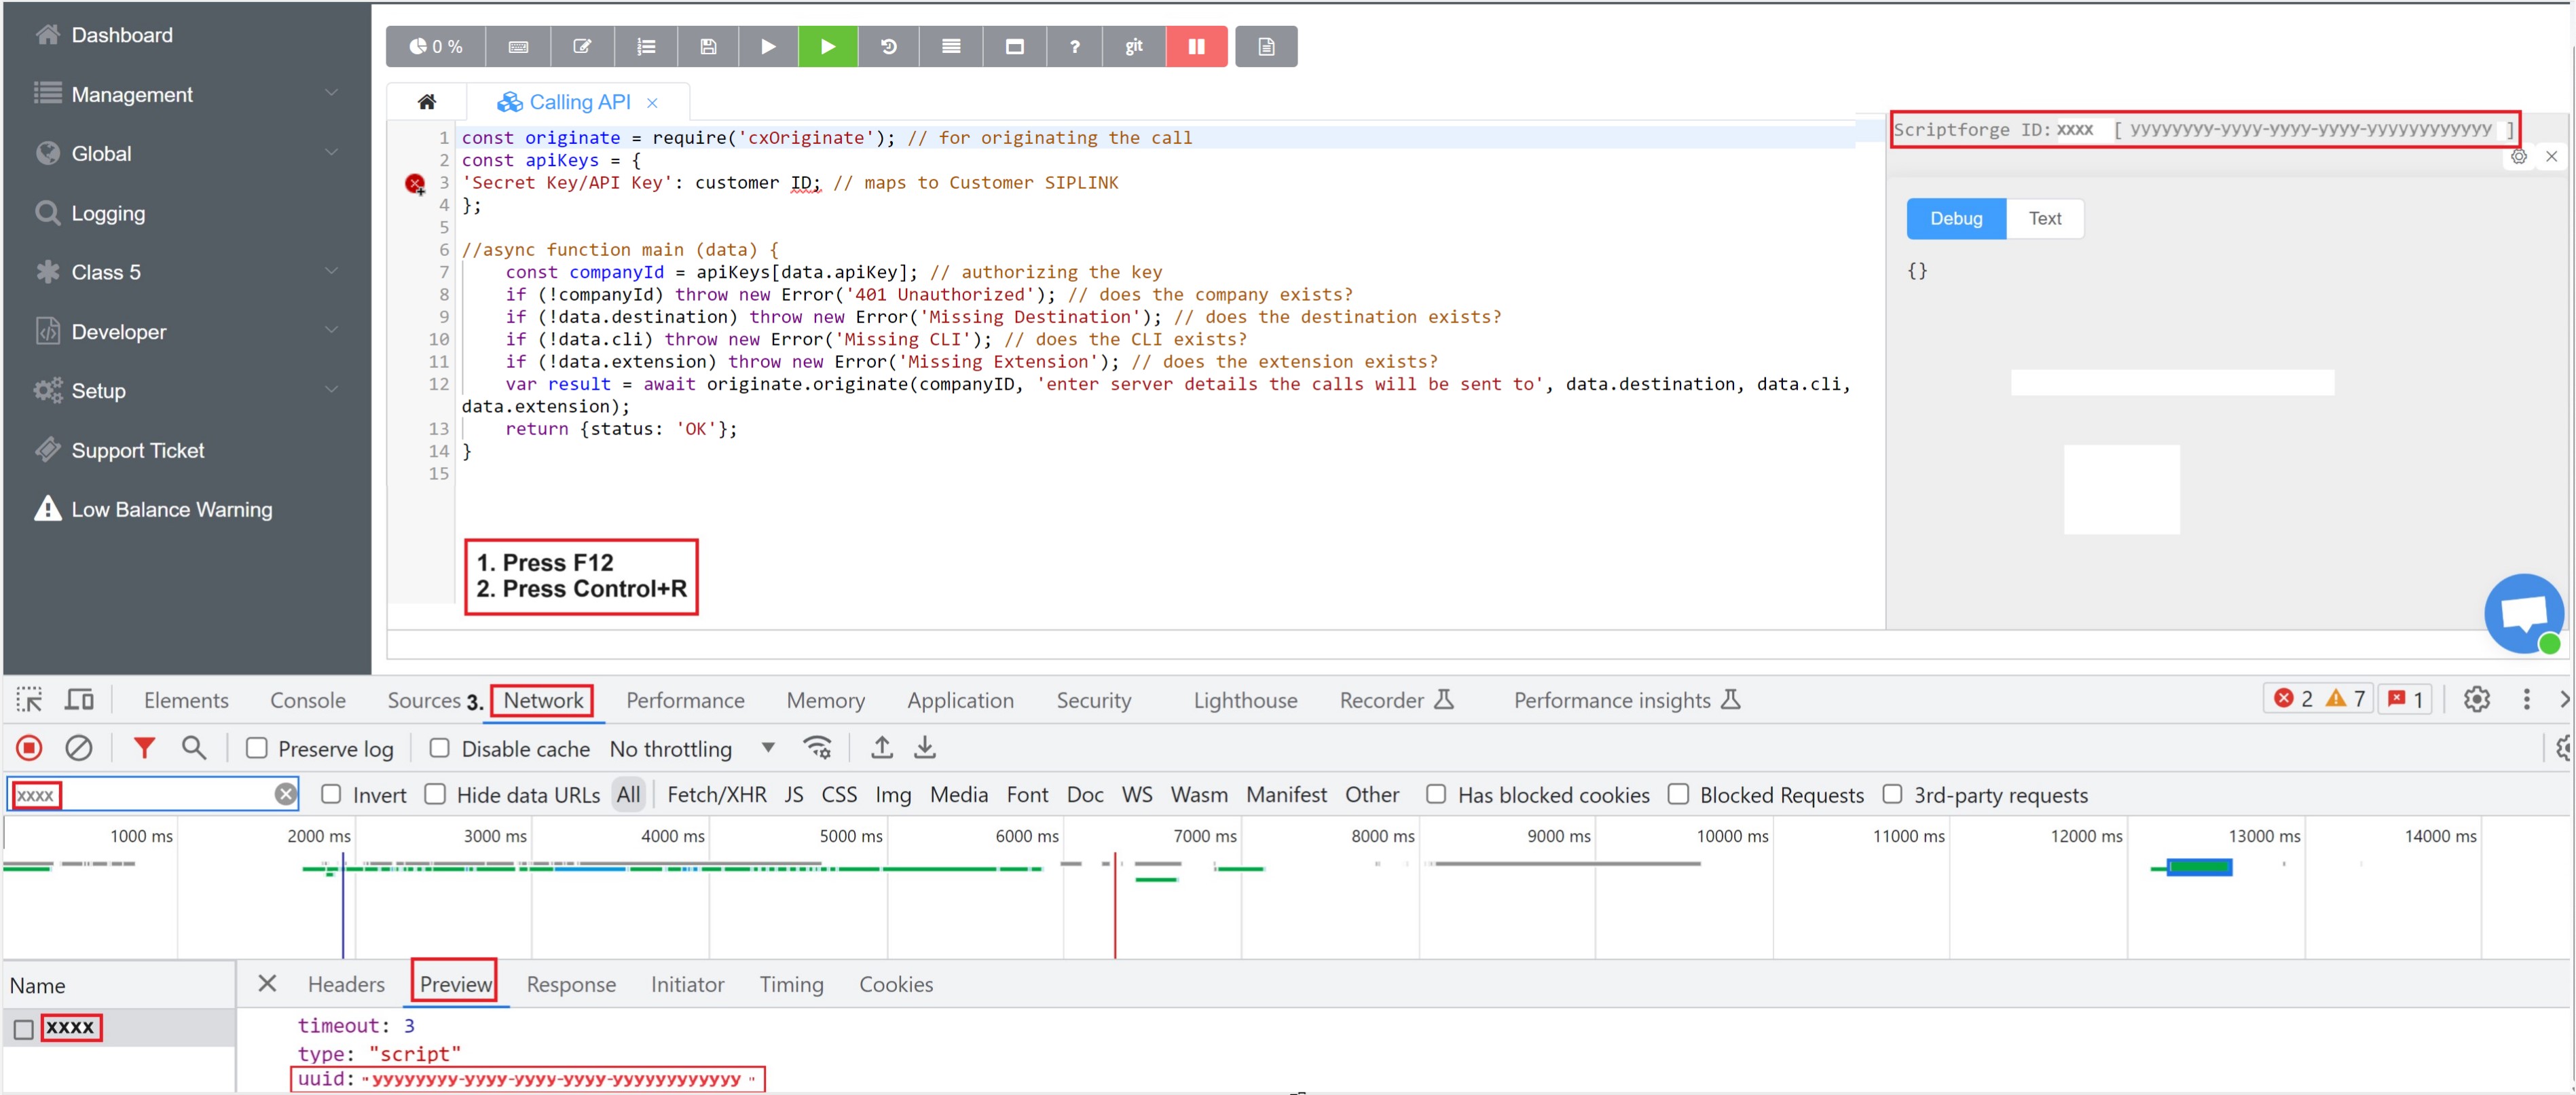 Dashboard
Management
Global
Logging
Class 5
Developer
Setup
Support Ticket
Low Balance Warning
0 %
?
git
Calling API ×
1 const originate = require('cxOriginate'); // for originating the call
2 const apiKeys = {
3 'Secret Key/API Key': customer ID; // maps to Customer SIPLINK
4 };
5
6 //async function main (data) {
7 const companyId = apiKeys[data.apiKey]; // authorizing the key
8 if (!companyId) throw new Error('401 Unauthorized'); // does the company exists?
9 if (!data.destination) throw new Error('Missing Destination'); // does the destination exists?
10 if (!data.cli) throw new Error('Missing CLI'); // does the CLI exists?
11 if (!data.extension) throw new Error('Missing Extension'); // does the extension exists?
12 var result = await originate.originate(companyID, 'enter server details the calls will be sent to', data.destination, data.cli,
data.extension);
13 return {status: 'OK'};
14 }
15
1. Press F12
2. Press Control+R
Scriptforge ID: xxxx [ yyyyyyyy-yyyy-yyyy-yyyy-yyyyyyyyyyyy ]
Debug Text
{}
Elements Console Sources 3. Network Performance Memory Application Security Lighthouse Recorder Performance insights 2 7 1
Preserve log Disable cache No throttling
xxxx Invert Hide data URLs All Fetch/XHR JS CSS Img Media Font Doc WS Wasm Manifest Other Has blocked cookies Blocked Requests 3rd-party requests
1000 ms 2000 ms 3000 ms 4000 ms 5000 ms 6000 ms 7000 ms 8000 ms 9000 ms 10000 ms 11000 ms 12000 ms 13000 ms 14000 ms
Name Headers Preview Response Initiator Timing Cookies
xxxx
timeout: 3
type: "script"
uuid: "yyyyyyyy-yyyy-yyyy-yyyy-yyyyyyyyyyyy "